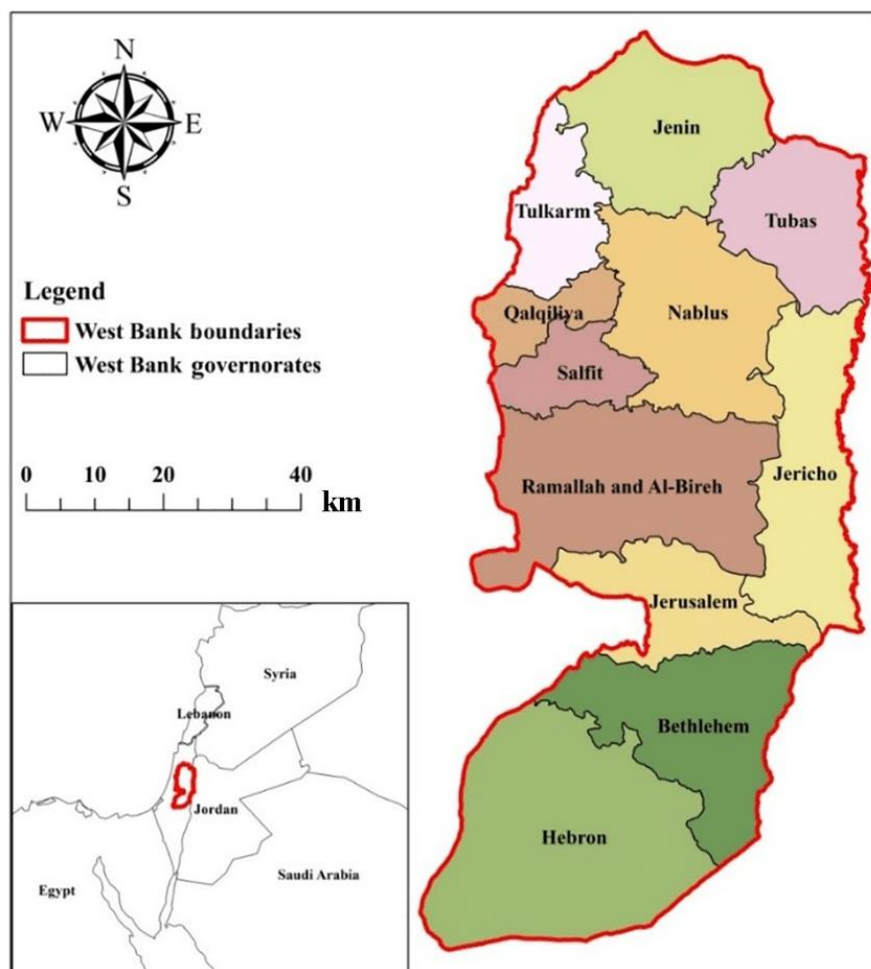 N
W E
S
Legend
West Bank boundaries
West Bank governorates
0 10 20 40
km
Jenin
Tulkarm
Tubas
Qalqiliya
Nablus
Salfit
Ramallah and Al-Bireh
Jericho
Jerusalem
Bethlehem
Hebron
Syria
Lebanon
Jordan
Saudi Arabia
Egypt